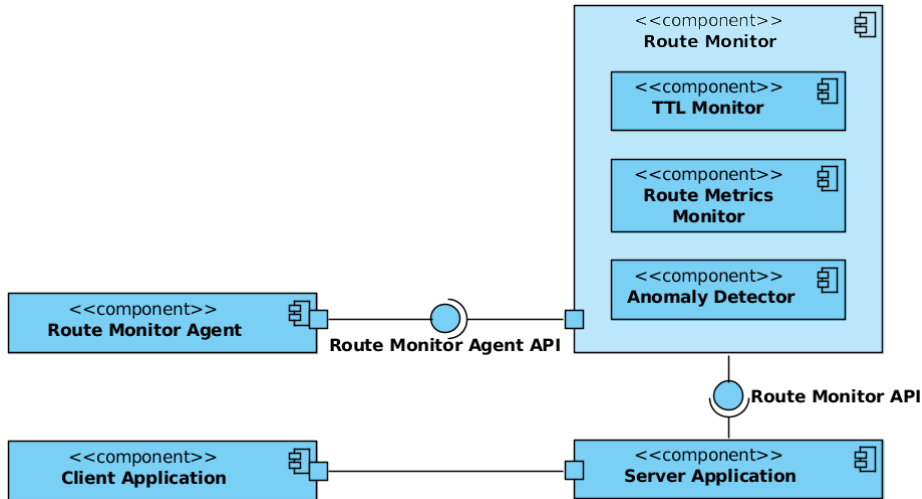 <<component>>
Route Monitor
<<component>>
TTL Monitor
<<component>>
Route Metrics
Monitor
<<component>>
Anomaly Detector
<<component>>
Route Monitor Agent
Route Monitor Agent API
Route Monitor API
<<component>>
Client Application
<<component>>
Server Application